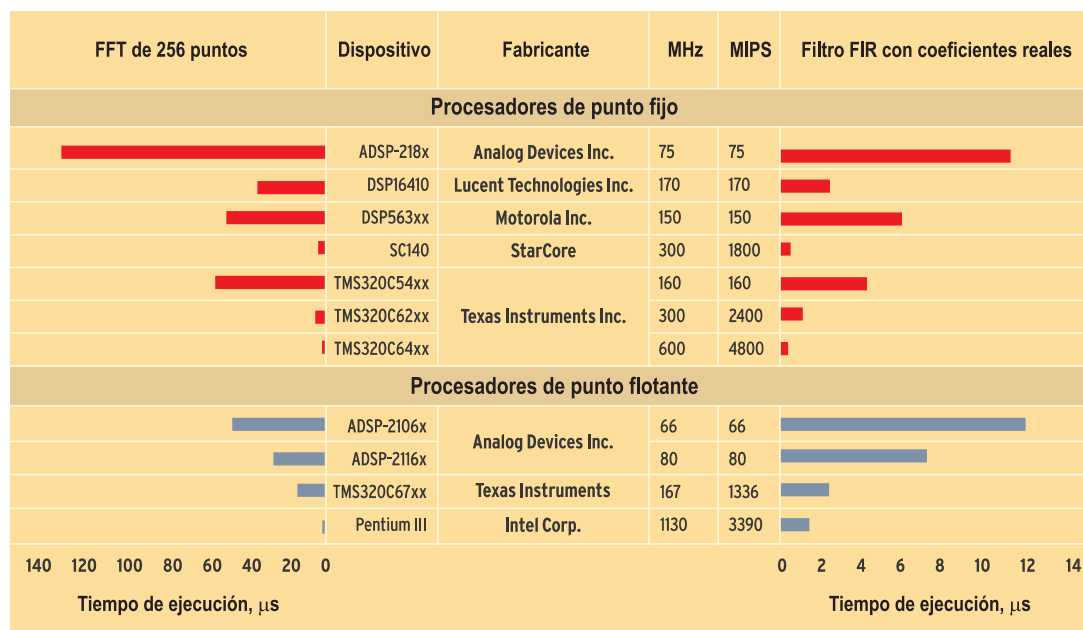 FFT de 256 puntos Dispositivo Fabricante MHz MIPS Filtro FIR con coeficientes reales
Procesadores de punto fijo
ADSP-218x Analog Devices Inc. 75 75
DSP16410 Lucent Technologies Inc. 170 170
DSP563xx Motorola Inc. 150 150
SC140 StarCore 300 1800
TMS320C54xx 160 160
TMS320C62xx Texas Instruments Inc. 300 2400
TMS320C64xx 600 4800
Procesadores de punto flotante
ADSP-2106x Analog Devices Inc. 66 66
ADSP-2116x 80 80
TMS320C67xx Texas Instruments 167 1336
Pentium III Intel Corp. 1130 3390
140 120 100 80 60 40 20 0 0 2 4 6 8 10 12 14
Tiempo de ejecución, μs Tiempo de ejecución, μs